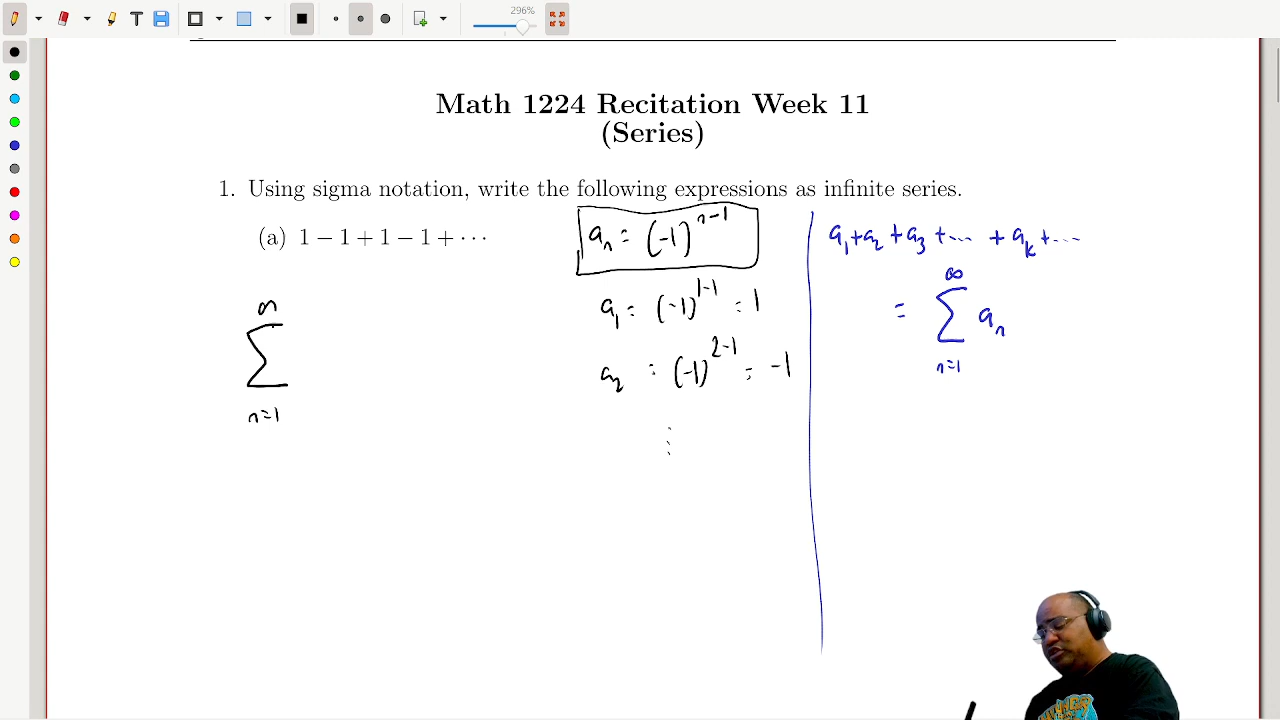 296%
Math 1224 Recitation Week 11
(Series)
1. Using sigma notation, write the following expressions as infinite series.
(a) 1 − 1 + 1 − 1 + ⋯
n
∑
n=1
aₙ = (-1)ⁿ⁻¹
a₁ = (-1)¹⁻¹ = 1
a₂ = (-1)²⁻¹ = -1
⋮
a₁+a₂+a₃+⋯ +aₖ+⋯
∞
= ∑ aₙ
n=1